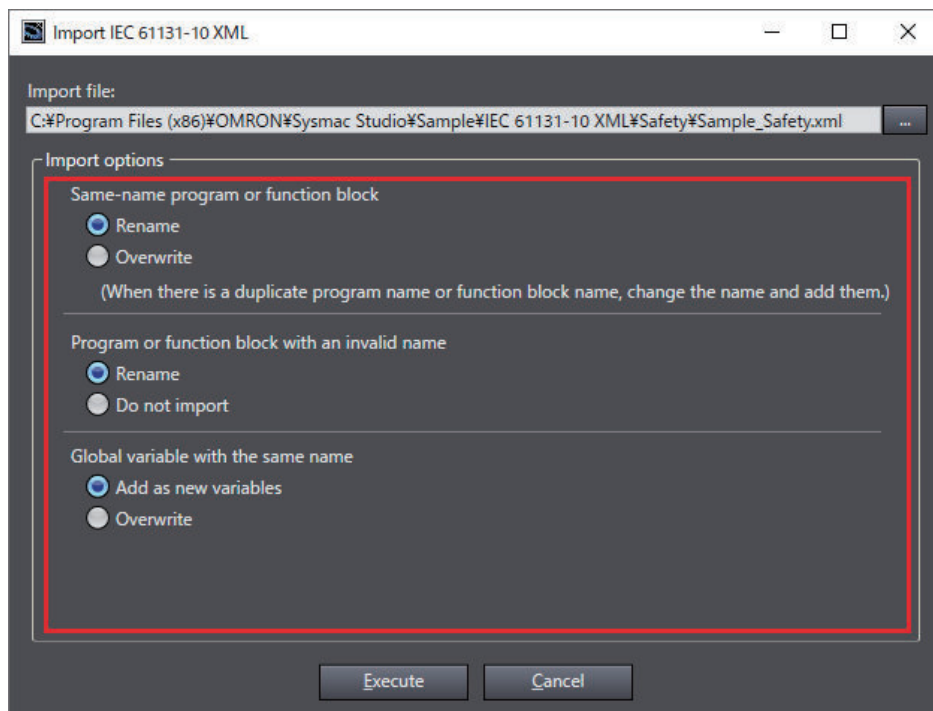 Import IEC 61131-10 XML
Import file:
C:¥Program Files (x86)¥OMRON¥Sysmac Studio¥Sample¥IEC 61131-10 XML¥Safety¥Sample_Safety.xml
...
Import options
Same-name program or function block
Rename
Overwrite
(When there is a duplicate program name or function block name, change the name and add them.)
Program or function block with an invalid name
Rename
Do not import
Global variable with the same name
Add as new variables
Overwrite
Execute Cancel